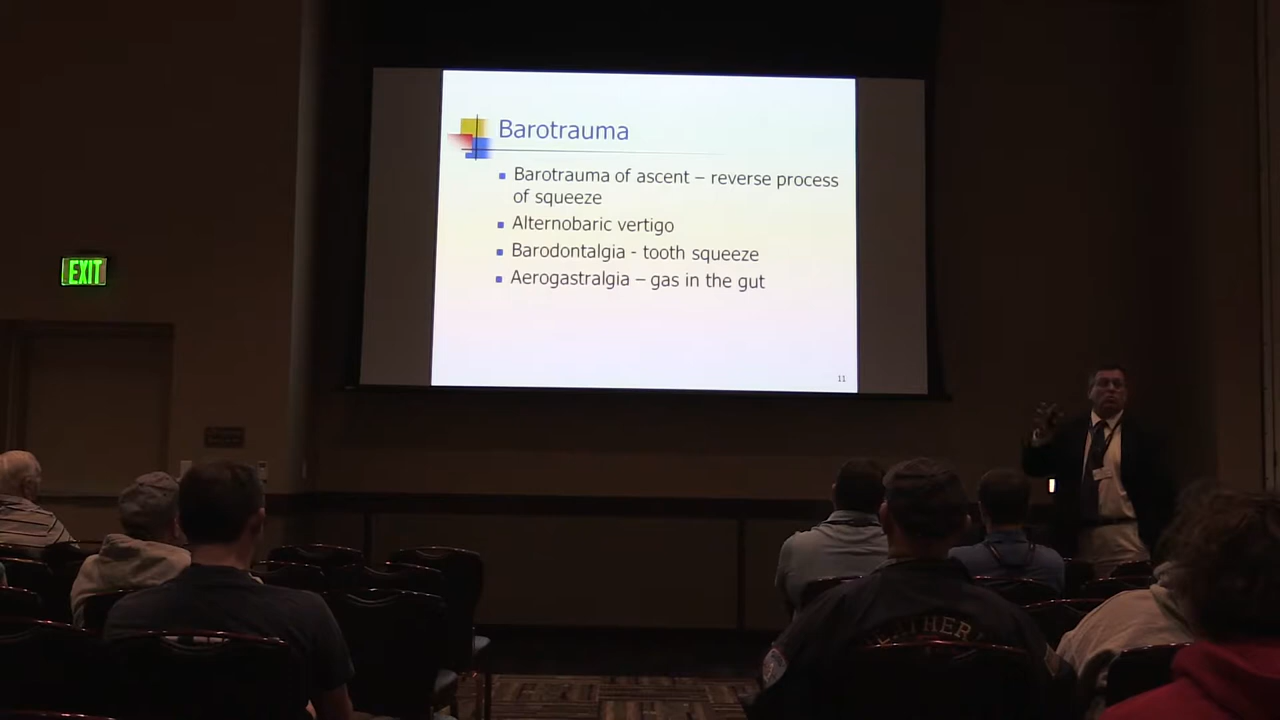 Barotrauma
Barotrauma of ascent – reverse process
of squeeze
Alternobaric vertigo
Barodontalgia - tooth squeeze
Aerogastralgia – gas in the gut
11
EXIT